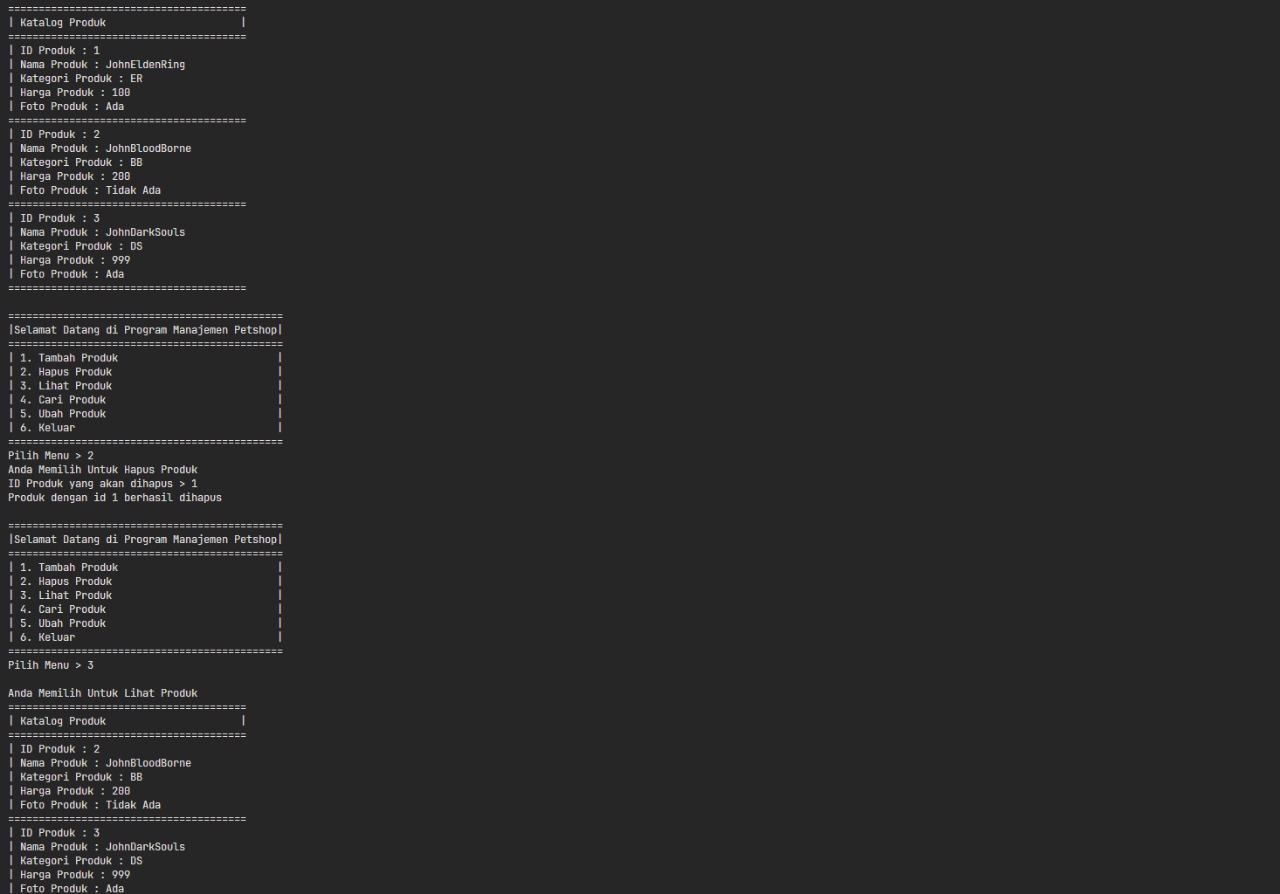 =======================================
| Katalog Produk                      |
=======================================
| ID Produk : 1
| Nama Produk : JohnEldenRing
| Kategori Produk : ER
| Harga Produk : 100
| Foto Produk : Ada
=======================================
| ID Produk : 2
| Nama Produk : JohnBloodBorne
| Kategori Produk : BB
| Harga Produk : 200
| Foto Produk : Tidak Ada
=======================================
| ID Produk : 3
| Nama Produk : JohnDarkSouls
| Kategori Produk : DS
| Harga Produk : 999
| Foto Produk : Ada
=======================================

=============================================
|Selamat Datang di Program Manajemen Petshop|
=============================================
| 1. Tambah Produk                          |
| 2. Hapus Produk                           |
| 3. Lihat Produk                           |
| 4. Cari Produk                            |
| 5. Ubah Produk                            |
| 6. Keluar                                 |
=============================================
Pilih Menu > 2
Anda Memilih Untuk Hapus Produk
ID Produk yang akan dihapus > 1
Produk dengan id 1 berhasil dihapus

=============================================
|Selamat Datang di Program Manajemen Petshop|
=============================================
| 1. Tambah Produk                          |
| 2. Hapus Produk                           |
| 3. Lihat Produk                           |
| 4. Cari Produk                            |
| 5. Ubah Produk                            |
| 6. Keluar                                 |
=============================================
Pilih Menu > 3

Anda Memilih Untuk Lihat Produk
=======================================
| Katalog Produk                      |
=======================================
| ID Produk : 2
| Nama Produk : JohnBloodBorne
| Kategori Produk : BB
| Harga Produk : 200
| Foto Produk : Tidak Ada
=======================================
| ID Produk : 3
| Nama Produk : JohnDarkSouls
| Kategori Produk : DS
| Harga Produk : 999
| Foto Produk : Ada